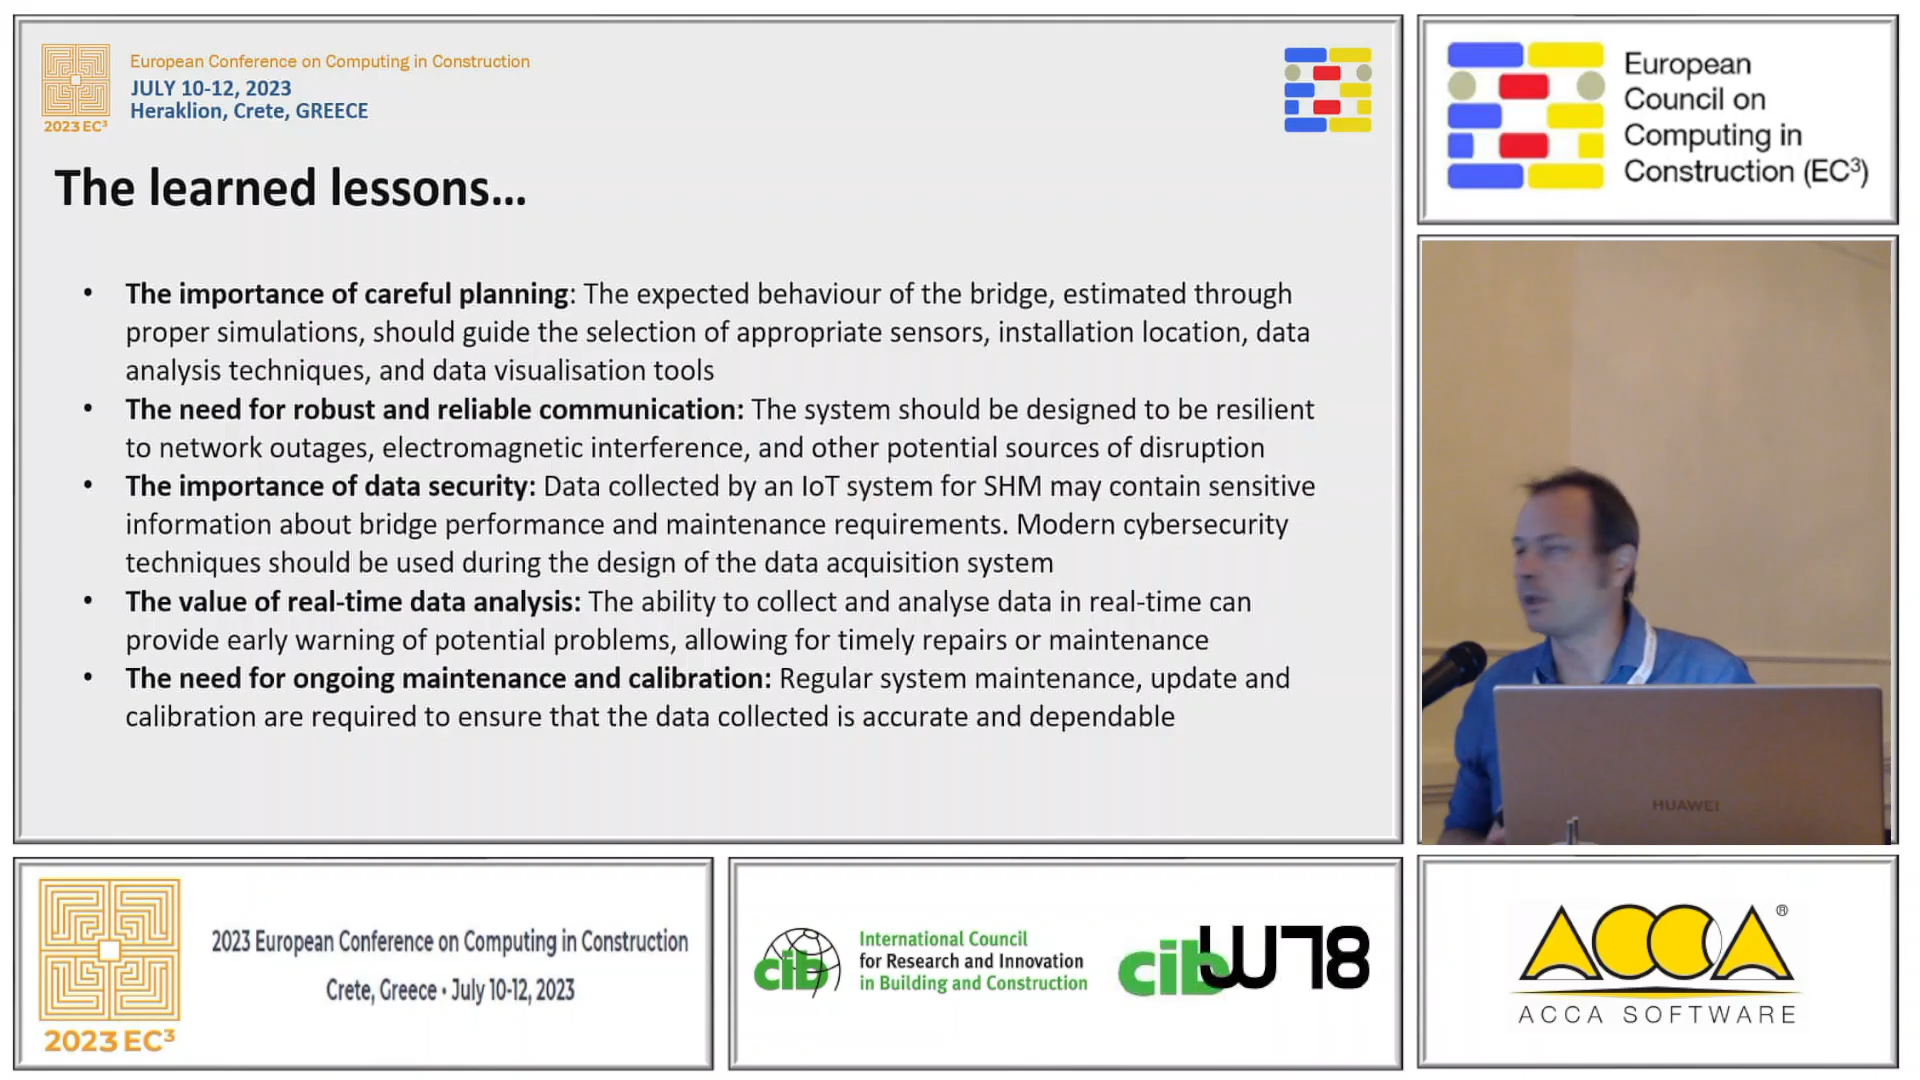 European Conference on Computing in Construction
JULY 10-12, 2023
Heraklion, Crete, GREECE
2023 EC³
The learned lessons...
• The importance of careful planning: The expected behaviour of the bridge, estimated through
proper simulations, should guide the selection of appropriate sensors, installation location, data
analysis techniques, and data visualisation tools
• The need for robust and reliable communication: The system should be designed to be resilient
to network outages, electromagnetic interference, and other potential sources of disruption
• The importance of data security: Data collected by an IoT system for SHM may contain sensitive
information about bridge performance and maintenance requirements. Modern cybersecurity
techniques should be used during the design of the data acquisition system
• The value of real-time data analysis: The ability to collect and analyse data in real-time can
provide early warning of potential problems, allowing for timely repairs or maintenance
• The need for ongoing maintenance and calibration: Regular system maintenance, update and
calibration are required to ensure that the data collected is accurate and dependable
European
Council on
Computing in
Construction (EC³)
HUAWEI
2023 European Conference on Computing in Construction
Crete, Greece • July 10-12, 2023
2023 EC³
cib
International Council
for Research and Innovation
in Building and Construction
cib W78
ACCA ®
ACCA SOFTWARE